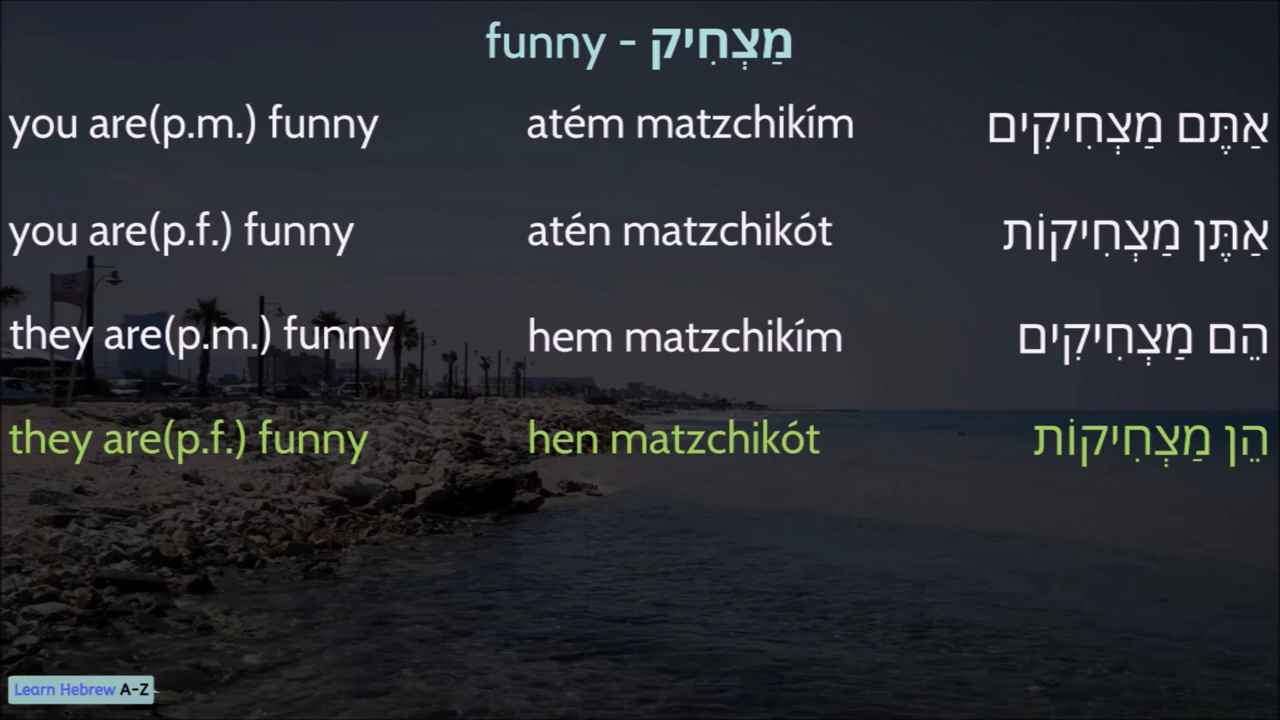 funny - מַצְחִיק
you are(p.m.) funny atém matzchikím אַתֶּם מַצְחִיקִים
you are(p.f.) funny atén matzchikót אַתֶּן מַצְחִיקוֹת
they are(p.m.) funny hem matzchikím הֵם מַצְחִיקִים
they are(p.f.) funny hen matzchikót הֵן מַצְחִיקוֹת
Learn Hebrew A-Z